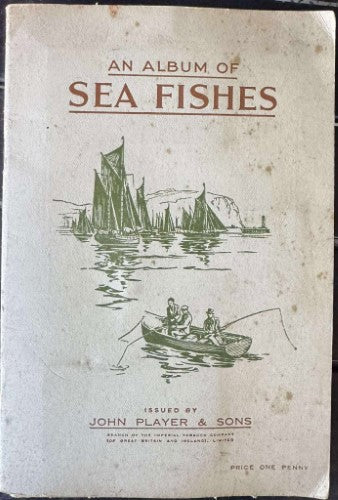 AN ALBUM OF
SEA FISHES
ISSUED BY
JOHN PLAYER & SONS
BRANCH OF THE IMPERIAL TOBACCO COMPANY
(OF GREAT BRITAIN AND IRELAND), LIMITED
PRICE ONE PENNY